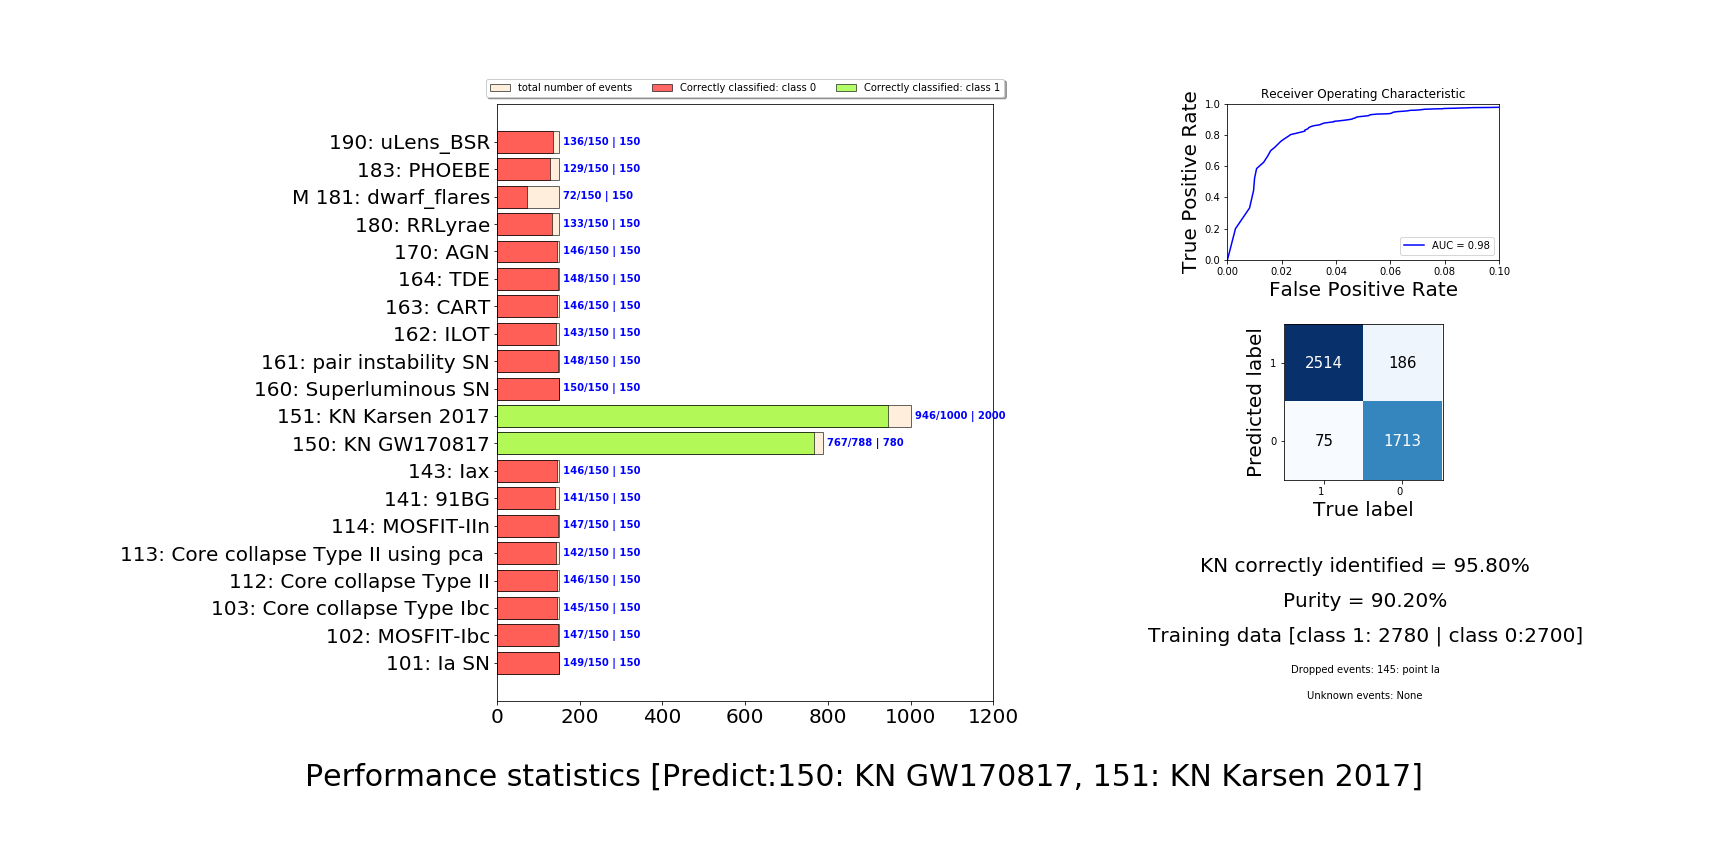 total number of events Correctly classified: class 0 Correctly classified: class 1
190: uLens_BSR 136/150 | 150
183: PHOEBE 129/150 | 150
M 181: dwarf_flares 72/150 | 150
180: RRLyrae 133/150 | 150
170: AGN 146/150 | 150
164: TDE 148/150 | 150
163: CART 146/150 | 150
162: ILOT 143/150 | 150
161: pair instability SN 148/150 | 150
160: Superluminous SN 150/150 | 150
151: KN Karsen 2017 946/1000 | 2000
150: KN GW170817 767/788 | 780
143: Iax 146/150 | 150
141: 91BG 141/150 | 150
114: MOSFIT-IIn 147/150 | 150
113: Core collapse Type II using pca 142/150 | 150
112: Core collapse Type II 146/150 | 150
103: Core collapse Type Ibc 145/150 | 150
102: MOSFIT-Ibc 147/150 | 150
101: Ia SN 149/150 | 150
0 200 400 600 800 1000 1200
Receiver Operating Characteristic
True Positive Rate
1.0
0.8
0.6
0.4
0.2
0.0
AUC = 0.98
0.00 0.02 0.04 0.06 0.08 0.10
False Positive Rate
Predicted label
1 2514 186
0 75 1713
1 0
True label
KN correctly identified = 95.80%
Purity = 90.20%
Training data [class 1: 2780 | class 0:2700]
Dropped events: 145: point Ia
Unknown events: None
Performance statistics [Predict:150: KN GW170817, 151: KN Karsen 2017]